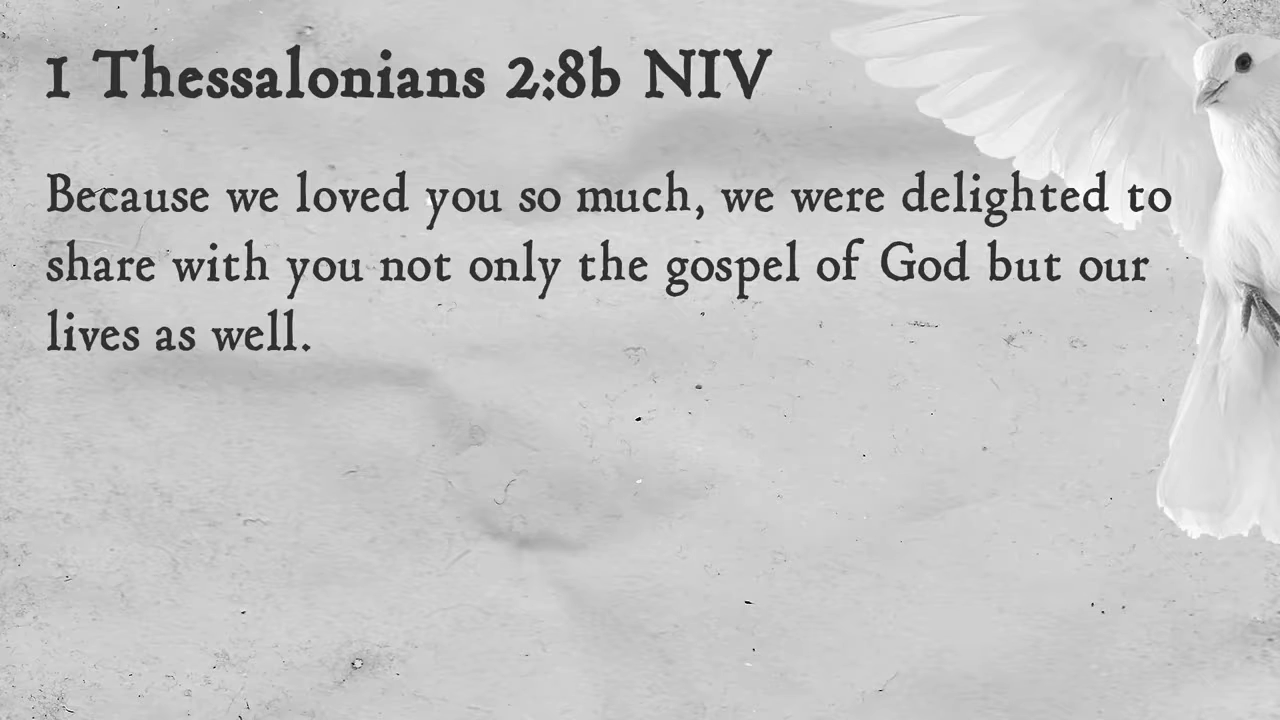 1 Thessalonians 2:8b NIV
Because we loved you so much, we were delighted to
share with you not only the gospel of God but our
lives as well.